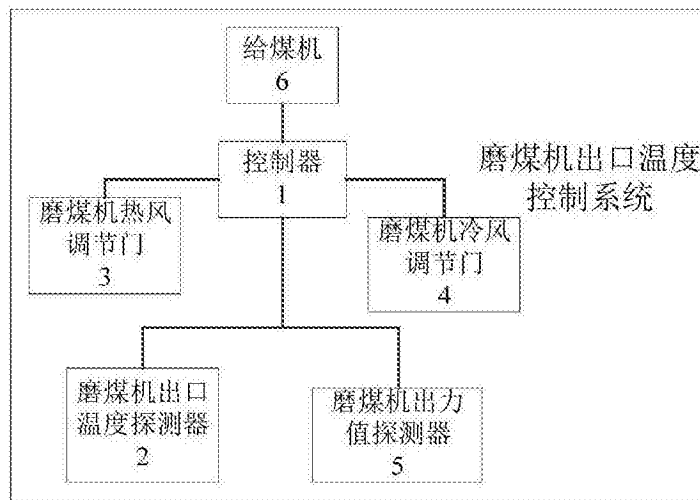 给煤机
6
控制器
1
磨煤机出口温度
控制系统
磨煤机热风
调节门
3
磨煤机冷风
调节门
4
磨煤机出口
温度探测器
2
磨煤机出力
值探测器
5